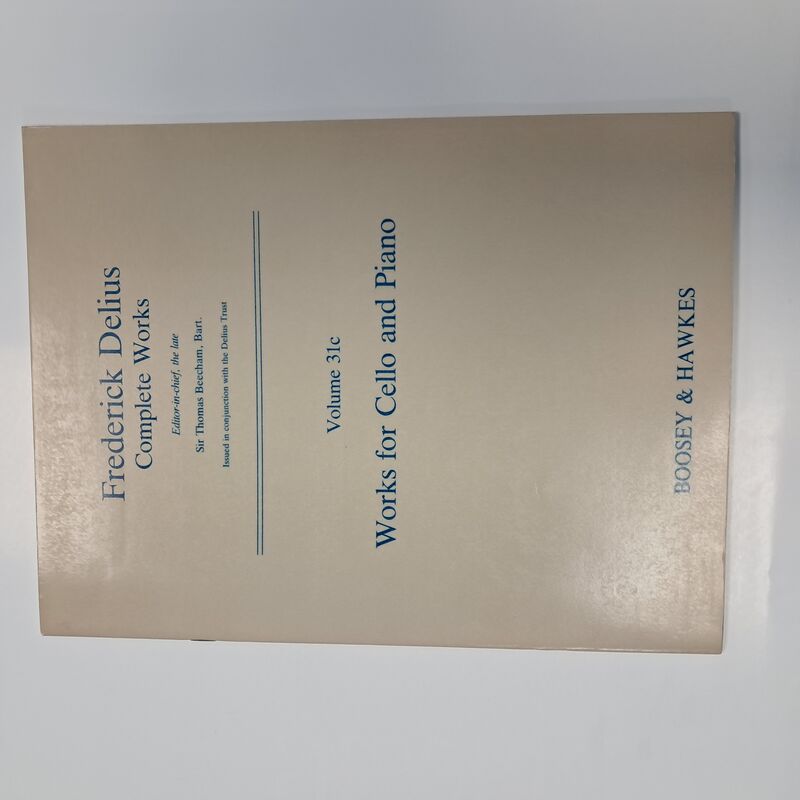 Frederick Delius
Complete Works
Editor-in-chief, the late
Sir Thomas Beecham, Bart.
Issued in conjunction with the Delius Trust
Volume 31c
Works for Cello and Piano
BOOSEY & HAWKES